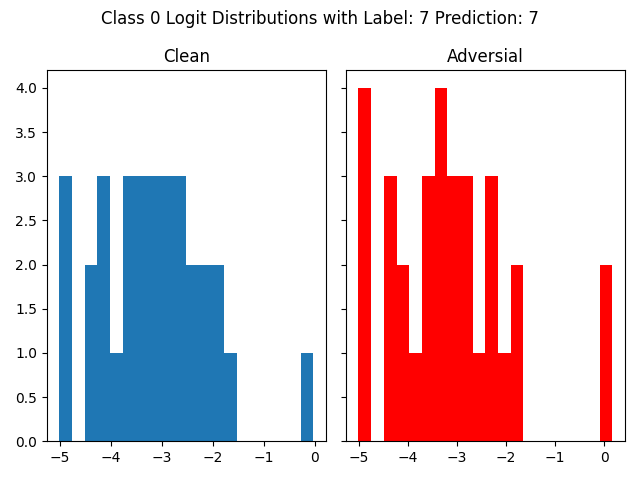 Class 0 Logit Distributions with Label: 7 Prediction: 7
Clean
Adversial
4.0
3.5
3.0
2.5
2.0
1.5
1.0
0.5
0.0
−5 −4 −3 −2 −1 0
−5 −4 −3 −2 −1 0